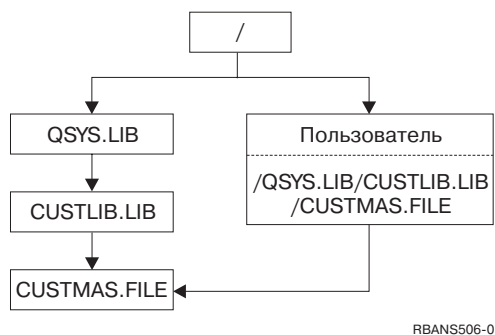 /
QSYS.LIB
CUSTLIB.LIB
CUSTMAS.FILE
Пользователь
/QSYS.LIB/CUSTLIB.LIB
/CUSTMAS.FILE
RBANS506-0